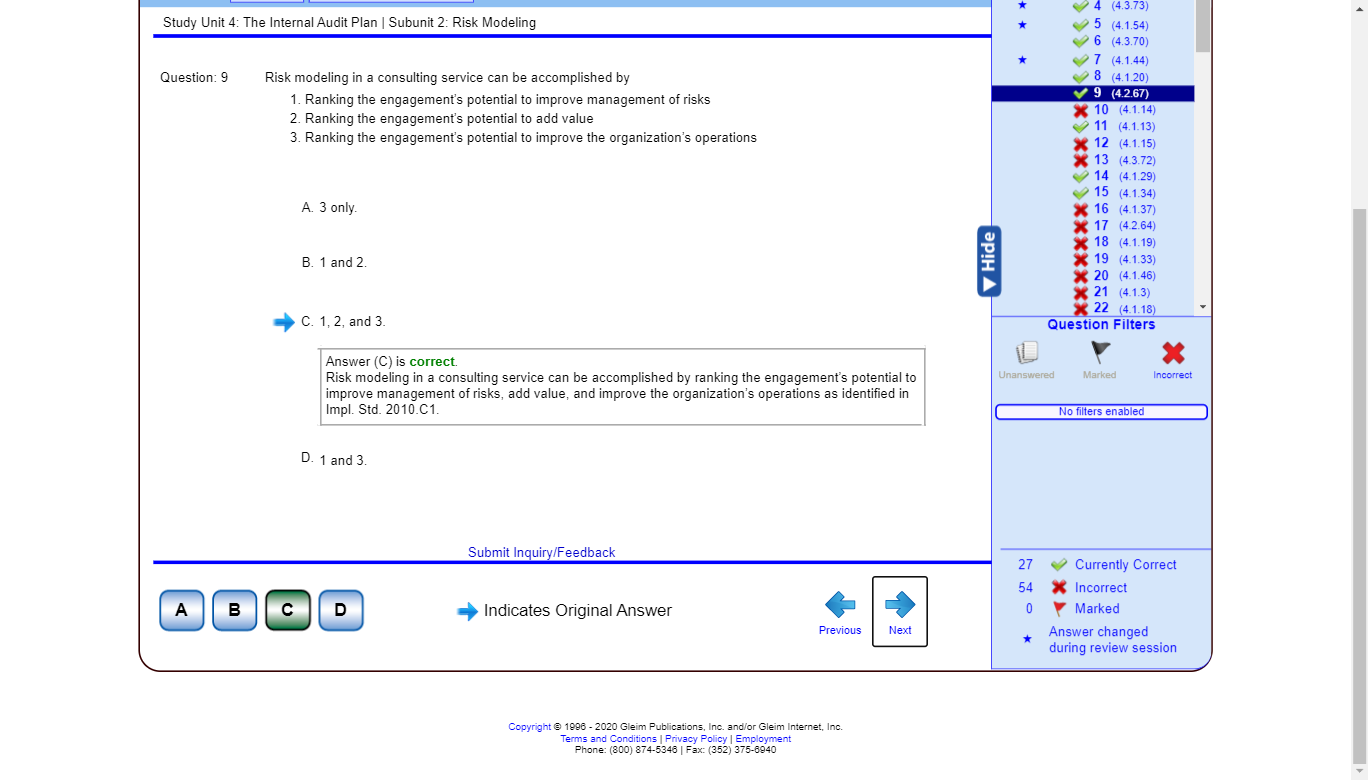 Study Unit 4: The Internal Audit Plan | Subunit 2: Risk Modeling
Question: 9 Risk modeling in a consulting service can be accomplished by
1. Ranking the engagement's potential to improve management of risks
2. Ranking the engagement's potential to add value
3. Ranking the engagement's potential to improve the organization's operations
A. 3 only.
B. 1 and 2.
C. 1, 2, and 3.
Answer (C) is correct.
Risk modeling in a consulting service can be accomplished by ranking the engagement's potential to
improve management of risks, add value, and improve the organization's operations as identified in
Impl. Std. 2010.C1.
D. 1 and 3.
Submit Inquiry/Feedback
A B C D
Indicates Original Answer
Previous Next
Hide
4 (4.3.73)
5 (4.1.54)
6 (4.3.70)
7 (4.1.44)
8 (4.1.20)
9 (4.2.67)
10 (4.1.14)
11 (4.1.13)
12 (4.1.15)
13 (4.3.72)
14 (4.1.29)
15 (4.1.34)
16 (4.1.37)
17 (4.2.64)
18 (4.1.19)
19 (4.1.33)
20 (4.1.46)
21 (4.1.3)
22 (4.1.18)
Question Filters
Unanswered Marked Incorrect
No filters enabled
27 Currently Correct
54 Incorrect
0 Marked
Answer changed
during review session
Copyright © 1996 - 2020 Gleim Publications, Inc. and/or Gleim Internet, Inc.
Terms and Conditions | Privacy Policy | Employment
Phone: (800) 874-5346 | Fax: (352) 375-6940